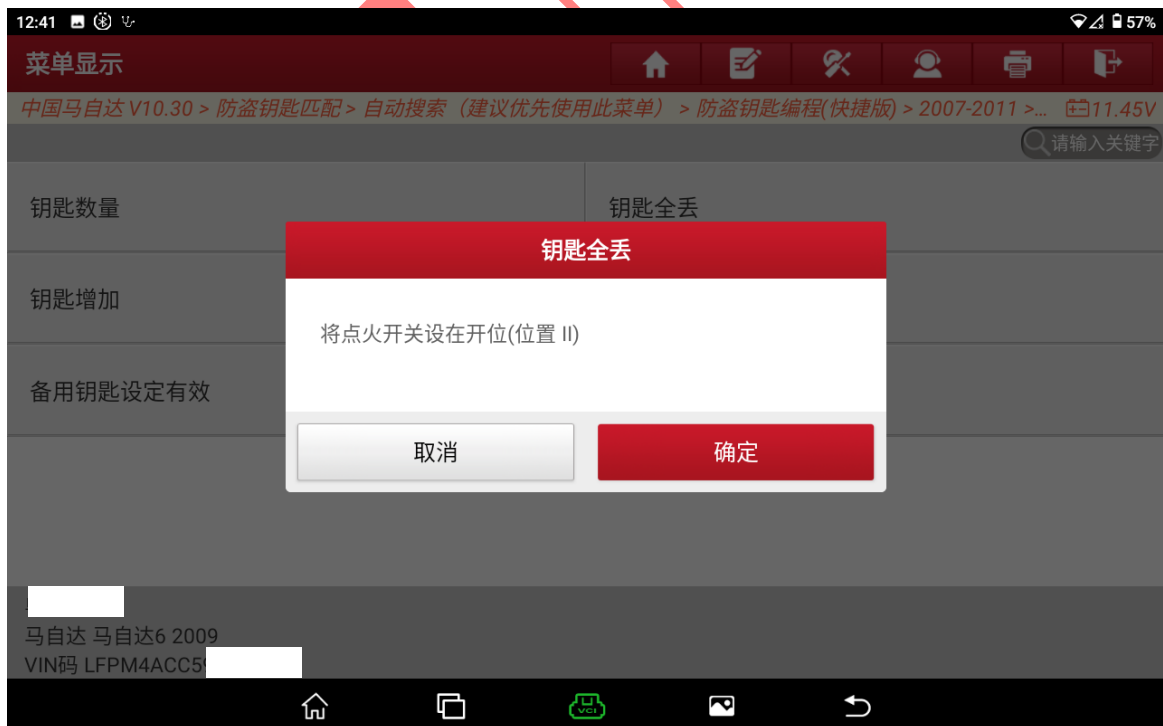 12:41
57%
菜单显示
中国马自达 V10.30 > 防盗钥匙匹配 > 自动搜索（建议优先使用此菜单） > 防盗钥匙编程(快捷版) > 2007-2011 >...
11.45V
请输入关键字
钥匙数量
钥匙全丢
钥匙增加
备用钥匙设定有效
钥匙全丢
将点火开关设在开位(位置 II)
取消
确定
马自达 马自达6 2009
VIN码 LFPM4ACC5
VCI